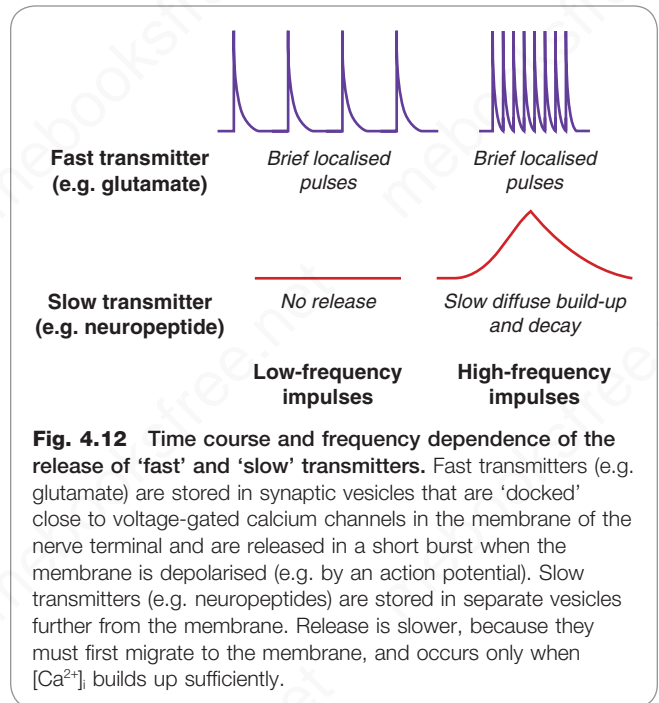 Fast transmitter
(e.g. glutamate)
Brief localised
pulses
Brief localised
pulses
Slow transmitter
(e.g. neuropeptide)
No release
Slow diffuse build-up
and decay
Low-frequency
impulses
High-frequency
impulses
Fig. 4.12 Time course and frequency dependence of the
release of ‘fast’ and ‘slow’ transmitters. Fast transmitters (e.g.
glutamate) are stored in synaptic vesicles that are ‘docked’
close to voltage-gated calcium channels in the membrane of the
nerve terminal and are released in a short burst when the
membrane is depolarised (e.g. by an action potential). Slow
transmitters (e.g. neuropeptides) are stored in separate vesicles
further from the membrane. Release is slower, because they
must first migrate to the membrane, and occurs only when
[Ca²⁺]ᵢ builds up sufficiently.